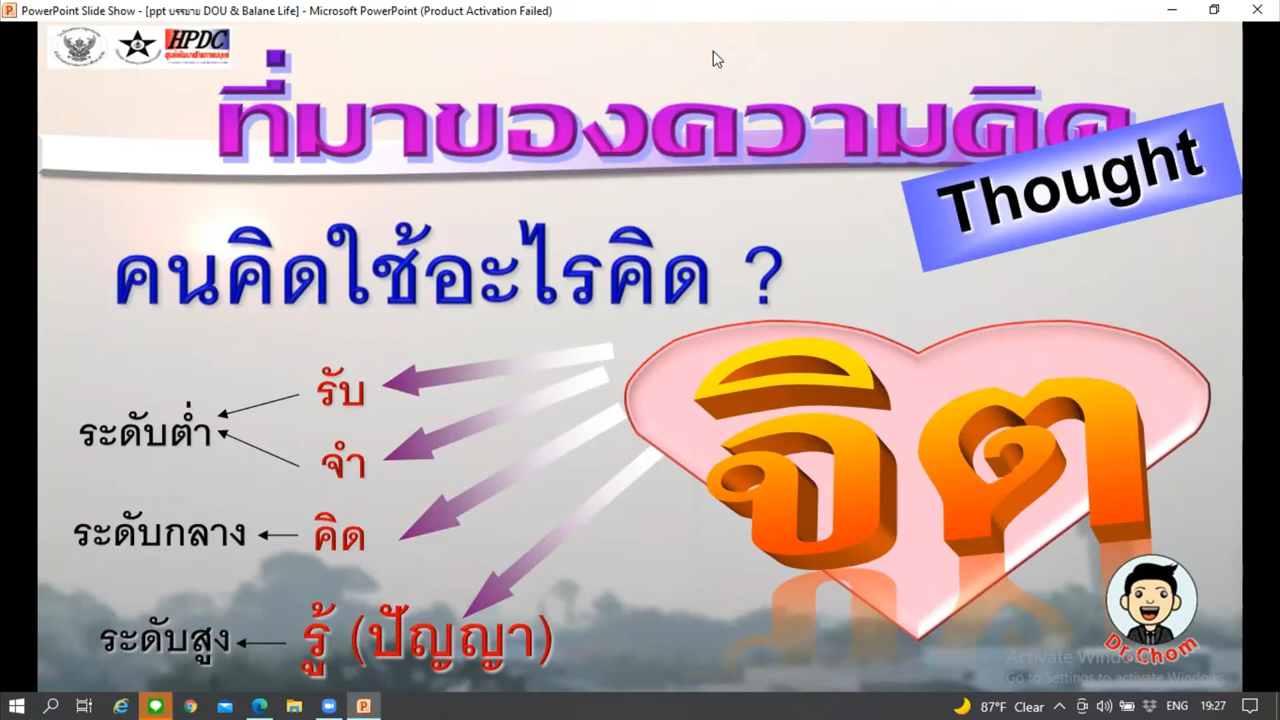 PowerPoint Slide Show - [ppt บรรยาย DOU & Balane Life] - Microsoft PowerPoint (Product Activation Failed)
HPDC
ที่มาของความคิด
Thought
คนคิดใช้อะไรคิด ?
จิต
รับ
ระดับต่ำ
จำ
ระดับกลาง
คิด
ระดับสูง
รู้ (ปัญญา)
Dr.Chom
Activate Windows
Go to Settings to activate Windows.
87°F Clear
ENG
19:27